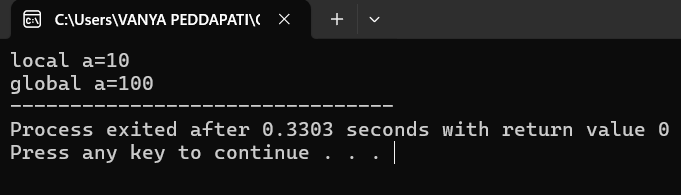 C:\Users\VANYA PEDDAPATI\
local a=10
global a=100
--------------------------------
Process exited after 0.3303 seconds with return value 0
Press any key to continue . . .